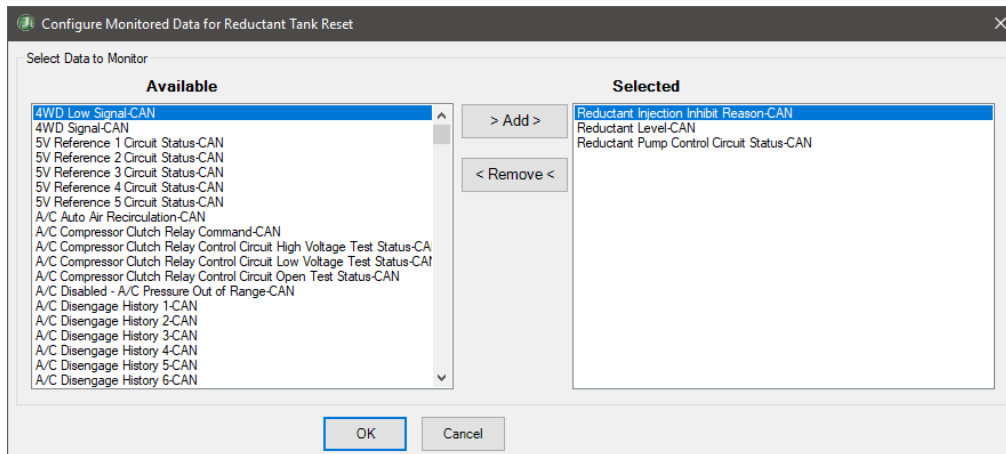 Configure Monitored Data for Reductant Tank Reset
Select Data to Monitor
Available
4WD Low Signal-CAN
4WD Signal-CAN
5V Reference 1 Circuit Status-CAN
5V Reference 2 Circuit Status-CAN
5V Reference 3 Circuit Status-CAN
5V Reference 4 Circuit Status-CAN
5V Reference 5 Circuit Status-CAN
A/C Auto Air Recirculation-CAN
A/C Compressor Clutch Relay Command-CAN
A/C Compressor Clutch Relay Control Circuit High Voltage Test Status-CA
A/C Compressor Clutch Relay Control Circuit Low Voltage Test Status-CAN
A/C Compressor Clutch Relay Control Circuit Open Test Status-CAN
A/C Disabled - A/C Pressure Out of Range-CAN
A/C Disengage History 1-CAN
A/C Disengage History 2-CAN
A/C Disengage History 3-CAN
A/C Disengage History 4-CAN
A/C Disengage History 5-CAN
A/C Disengage History 6-CAN
> Add >
< Remove <
Selected
Reductant Injection Inhibit Reason-CAN
Reductant Level-CAN
Reductant Pump Control Circuit Status-CAN
OK
Cancel